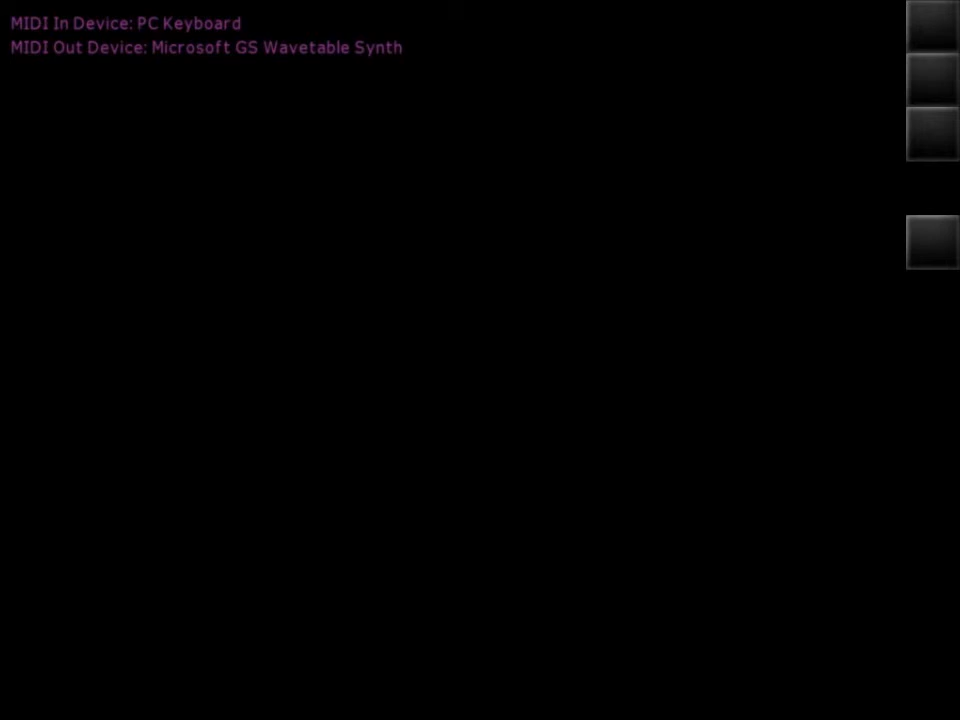 MIDI In Device: PC Keyboard
MIDI Out Device: Microsoft GS Wavetable Synth